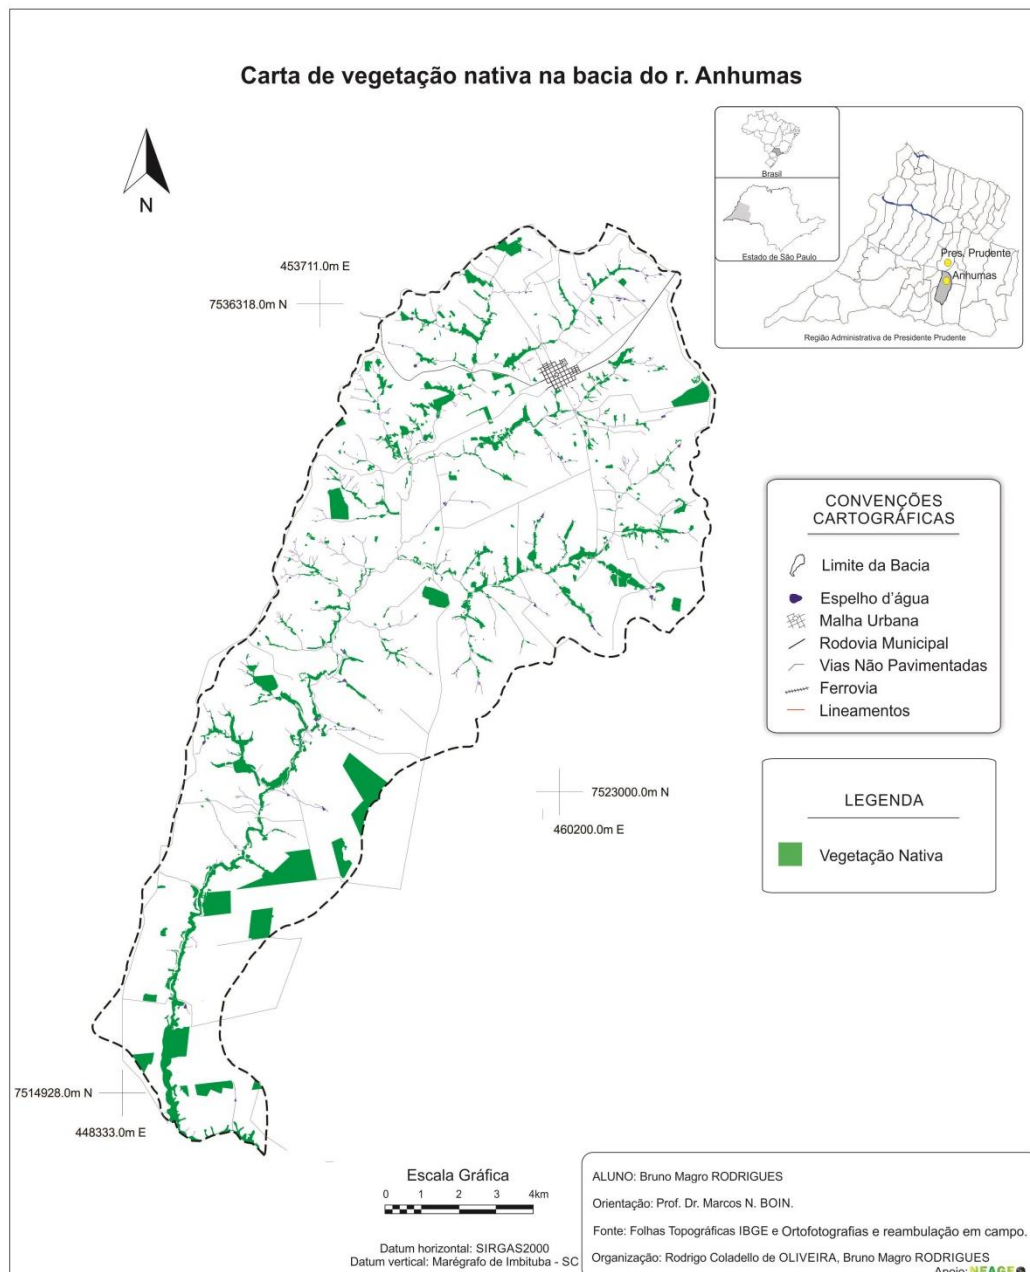 Carta de vegetação nativa na bacia do r. Anhumas
N
Brasil
Estado de São Paulo
Pres. Prudente
Anhumas
Região Administrativa de Presidente Prudente
453711.0m E
7536318.0m N
CONVENÇÕES
CARTOGRÁFICAS
Limite da Bacia
Espelho d'água
Malha Urbana
Rodovia Municipal
Vias Não Pavimentadas
Ferrovia
Lineamentos
7523000.0m N
460200.0m E
LEGENDA
Vegetação Nativa
7514928.0m N
448333.0m E
Escala Gráfica
0 1 2 3 4km
Datum horizontal: SIRGAS2000
Datum vertical: Marégrafo de Imbituba - SC
ALUNO: Bruno Magro RODRIGUES
Orientação: Prof. Dr. Marcos N. BOIN.
Fonte: Folhas Topográficas IBGE e Ortofotografias e reambulação em campo.
Organização: Rodrigo Coladello de OLIVEIRA, Bruno Magro RODRIGUES
Apoio: